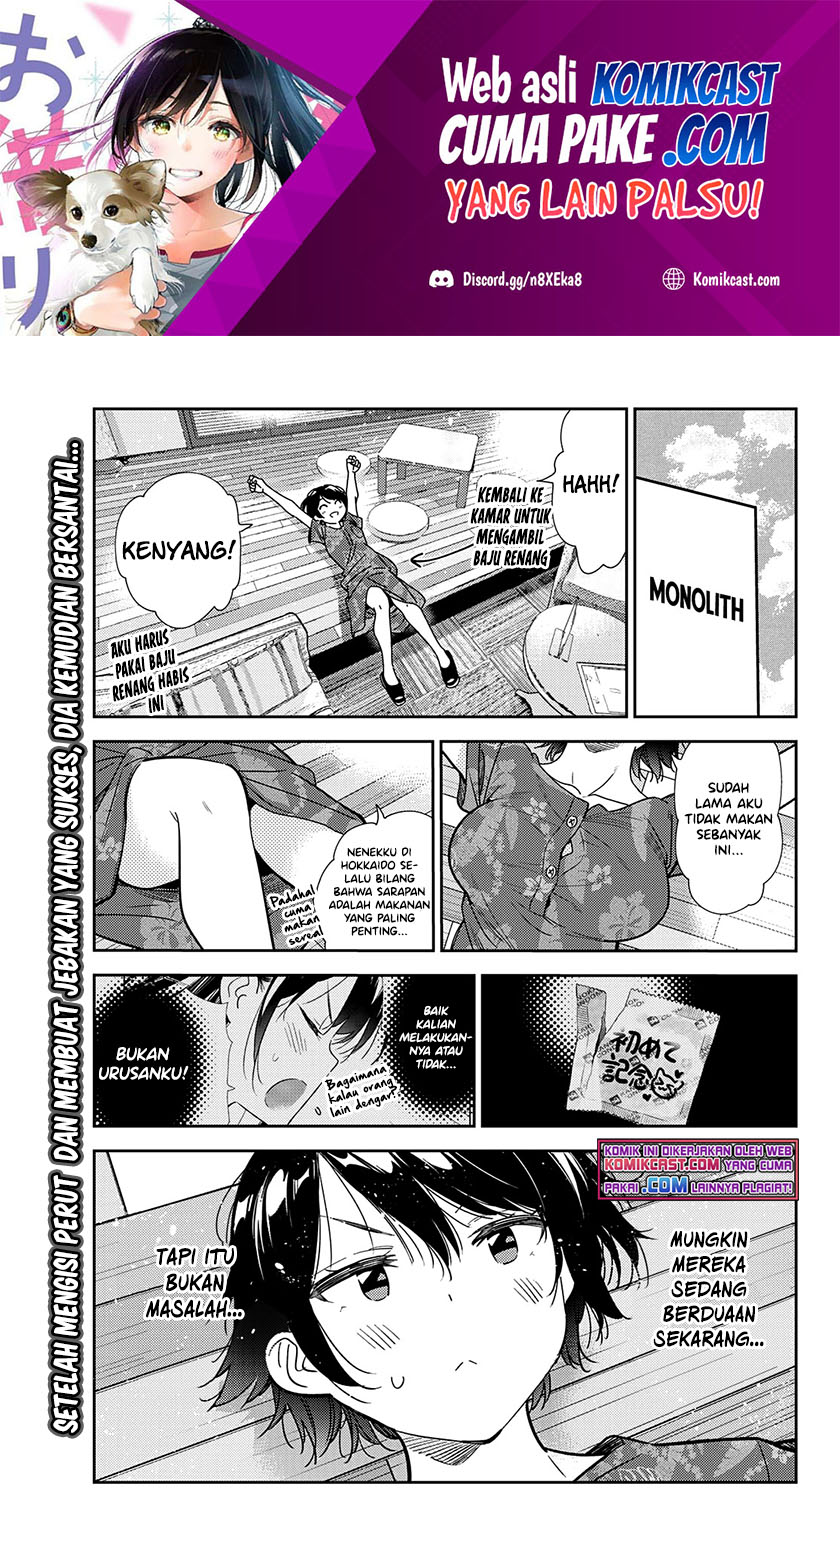 お供り
Web asli KOMIKCAST
CUMA PAKE .COM
YANG LAIN PALSU!
Discord.gg/n8XEka8
Komikcast.com
SETELAH MENGISI PERUT DAN MEMBUAT JEBAKAN YANG SUKSES, DIA KEMUDIAN BERSANTAI...
MONOLITH
HAHH!
KEMBALI KE
KAMAR UNTUK
MENGAMBIL
BAJU RENANG
KENYANG!
AKU HARUS
PAKAI BAJU
RENANG HABIS
INI
SUDAH
LAMA AKU
TIDAK MAKAN
SEBANYAK
INI...
NENEKKU DI
HOKKAIDO SE-
LALU BILANG
BAHWA SARAPAN
ADALAH MAKANAN
YANG PALING
PENTING...
Padahal
cuma
makan
sereal
初めて
記念
BAIK
KALIAN
MELAKUKAN-
NYA ATAU
TIDAK...
Bagaimana
kalau orang
lain dengar?
BUKAN
URUSANKU!
KOMIK INI DIKERJAKAN OLEH WEB
KOMIKCAST.COM YANG CUMA
PAKAI .COM LAINNYA PLAGIAT!
MUNGKIN
MEREKA
SEDANG
BERDUAAN
SEKARANG...
TAPI ITU
BUKAN
MASALAH...